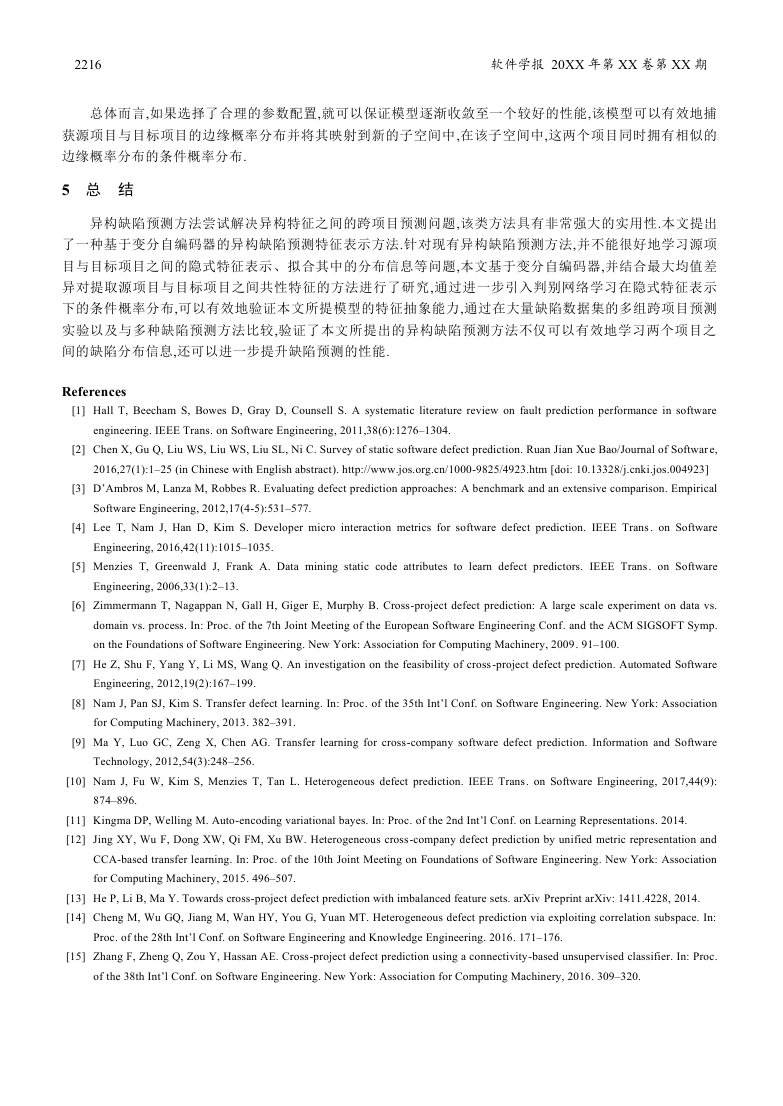 2216
软件学报 20XX 年第 XX 卷第 XX 期
总体而言,如果选择了合理的参数配置,就可以保证模型逐渐收敛至一个较好的性能,该模型可以有效地捕
获源项目与目标项目的边缘概率分布并将其映射到新的子空间中,在该子空间中,这两个项目同时拥有相似的
边缘概率分布的条件概率分布.
5 总 结
异构缺陷预测方法尝试解决异构特征之间的跨项目预测问题,该类方法具有非常强大的实用性.本文提出
了一种基于变分自编码器的异构缺陷预测特征表示方法.针对现有异构缺陷预测方法,并不能很好地学习源项
目与目标项目之间的隐式特征表示、拟合其中的分布信息等问题,本文基于变分自编码器,并结合最大均值差
异对提取源项目与目标项目之间共性特征的方法进行了研究,通过进一步引入判别网络学习在隐式特征表示
下的条件概率分布,可以有效地验证本文所提模型的特征抽象能力,通过在大量缺陷数据集的多组跨项目预测
实验以及与多种缺陷预测方法比较,验证了本文所提出的异构缺陷预测方法不仅可以有效地学习两个项目之
间的缺陷分布信息,还可以进一步提升缺陷预测的性能.
References
[1] Hall T, Beecham S, Bowes D, Gray D, Counsell S. A systematic literature review on fault prediction performance in software
engineering. IEEE Trans. on Software Engineering, 2011,38(6):1276–1304.
[2] Chen X, Gu Q, Liu WS, Liu WS, Liu SL, Ni C. Survey of static software defect prediction. Ruan Jian Xue Bao/Journal of Software,
2016,27(1):1–25 (in Chinese with English abstract). http://www.jos.org.cn/1000-9825/4923.htm [doi: 10.13328/j.cnki.jos.004923]
[3] D’Ambros M, Lanza M, Robbes R. Evaluating defect prediction approaches: A benchmark and an extensive comparison. Empirical
Software Engineering, 2012,17(4-5):531–577.
[4] Lee T, Nam J, Han D, Kim S. Developer micro interaction metrics for software defect prediction. IEEE Trans. on Software
Engineering, 2016,42(11):1015–1035.
[5] Menzies T, Greenwald J, Frank A. Data mining static code attributes to learn defect predictors. IEEE Trans. on Software
Engineering, 2006,33(1):2–13.
[6] Zimmermann T, Nagappan N, Gall H, Giger E, Murphy B. Cross-project defect prediction: A large scale experiment on data vs.
domain vs. process. In: Proc. of the 7th Joint Meeting of the European Software Engineering Conf. and the ACM SIGSOFT Symp.
on the Foundations of Software Engineering. New York: Association for Computing Machinery, 2009. 91–100.
[7] He Z, Shu F, Yang Y, Li MS, Wang Q. An investigation on the feasibility of cross-project defect prediction. Automated Software
Engineering, 2012,19(2):167–199.
[8] Nam J, Pan SJ, Kim S. Transfer defect learning. In: Proc. of the 35th Int’l Conf. on Software Engineering. New York: Association
for Computing Machinery, 2013. 382–391.
[9] Ma Y, Luo GC, Zeng X, Chen AG. Transfer learning for cross-company software defect prediction. Information and Software
Technology, 2012,54(3):248–256.
[10] Nam J, Fu W, Kim S, Menzies T, Tan L. Heterogeneous defect prediction. IEEE Trans. on Software Engineering, 2017,44(9):
874–896.
[11] Kingma DP, Welling M. Auto-encoding variational bayes. In: Proc. of the 2nd Int’l Conf. on Learning Representations. 2014.
[12] Jing XY, Wu F, Dong XW, Qi FM, Xu BW. Heterogeneous cross-company defect prediction by unified metric representation and
CCA-based transfer learning. In: Proc. of the 10th Joint Meeting on Foundations of Software Engineering. New York: Association
for Computing Machinery, 2015. 496–507.
[13] He P, Li B, Ma Y. Towards cross-project defect prediction with imbalanced feature sets. arXiv Preprint arXiv: 1411.4228, 2014.
[14] Cheng M, Wu GQ, Jiang M, Wan HY, You G, Yuan MT. Heterogeneous defect prediction via exploiting correlation subspace. In:
Proc. of the 28th Int’l Conf. on Software Engineering and Knowledge Engineering. 2016. 171–176.
[15] Zhang F, Zheng Q, Zou Y, Hassan AE. Cross-project defect prediction using a connectivity-based unsupervised classifier. In: Proc.
of the 38th Int’l Conf. on Software Engineering. New York: Association for Computing Machinery, 2016. 309–320.